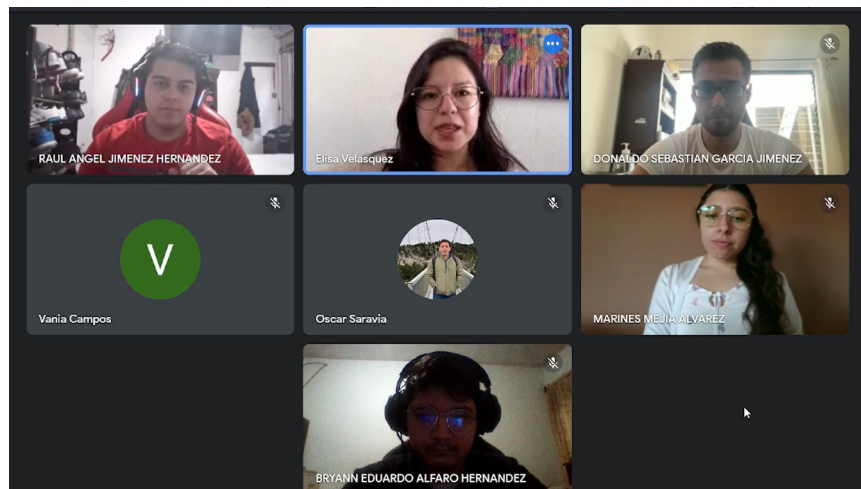 RAUL ANGEL JIMENEZ HERNANDEZ
Elisa Velasquez
DONALDO SEBASTIAN GARCIA JIMENEZ
V
Vania Campos
Oscar Saravia
MARINES MEJIA ALVAREZ
BRYANN EDUARDO ALFARO HERNANDEZ